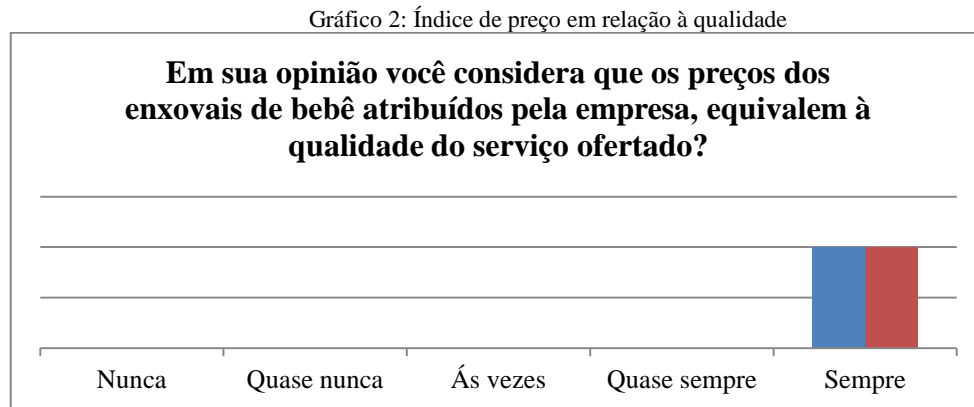 Gráfico 2: Índice de preço em relação à qualidade
Em sua opinião você considera que os preços dos
enxovais de bebê atribuídos pela empresa, equivalem à
qualidade do serviço ofertado?
Nunca
Quase nunca
Ás vezes
Quase sempre
Sempre